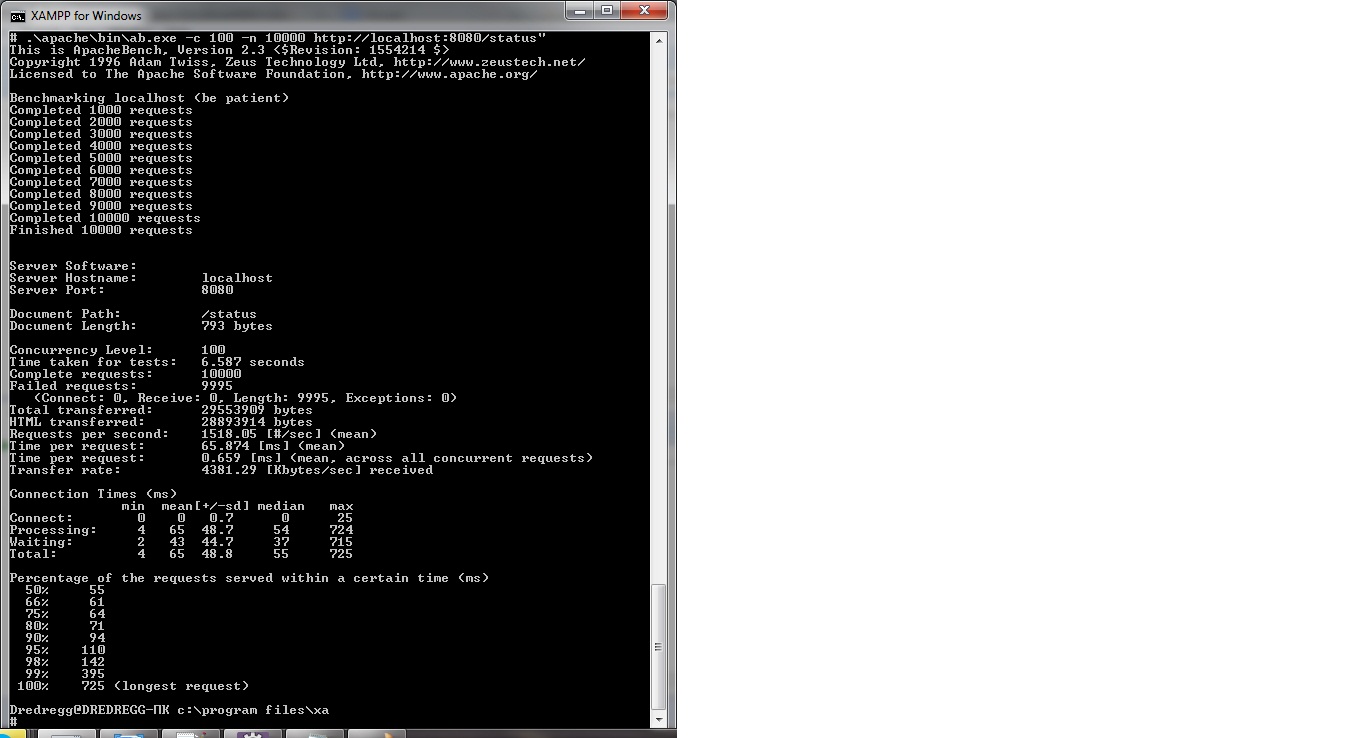 XAMPP for Windows
# .\apache\bin\ab.exe -c 100 -n 10000 http://localhost:8080/status"
This is ApacheBench, Version 2.3 <$Revision: 1554214 $>
Copyright 1996 Adam Twiss, Zeus Technology Ltd, http://www.zeustech.net/
Licensed to The Apache Software Foundation, http://www.apache.org/

Benchmarking localhost (be patient)
Completed 1000 requests
Completed 2000 requests
Completed 3000 requests
Completed 4000 requests
Completed 5000 requests
Completed 6000 requests
Completed 7000 requests
Completed 8000 requests
Completed 9000 requests
Completed 10000 requests
Finished 10000 requests

Server Software:
Server Hostname:        localhost
Server Port:            8080

Document Path:          /status
Document Length:        793 bytes

Concurrency Level:      100
Time taken for tests:   6.587 seconds
Complete requests:      10000
Failed requests:        9995
   (Connect: 0, Receive: 0, Length: 9995, Exceptions: 0)
Total transferred:      29553909 bytes
HTML transferred:       28893914 bytes
Requests per second:    1518.05 [#/sec] (mean)
Time per request:       65.874 [ms] (mean)
Time per request:       0.659 [ms] (mean, across all concurrent requests)
Transfer rate:          4381.29 [Kbytes/sec] received

Connection Times (ms)
              min  mean[+/-sd] median   max
Connect:        0    0   0.7      0      25
Processing:     4   65  48.7     54     724
Waiting:        2   43  44.7     37     715
Total:          4   65  48.8     55     725

Percentage of the requests served within a certain time (ms)
  50%     55
  66%     61
  75%     64
  80%     71
  90%     94
  95%    110
  98%    142
  99%    395
 100%    725 (longest request)

Dredregg@DREDREGG-ПК c:\program files\xa
#